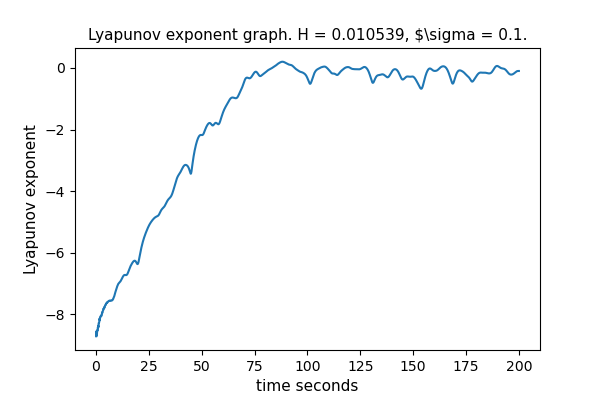 Lyapunov exponent graph. H = 0.010539, $\sigma = 0.1.
Lyapunov exponent
0
−2
−4
−6
−8
0 25 50 75 100 125 150 175 200
time seconds